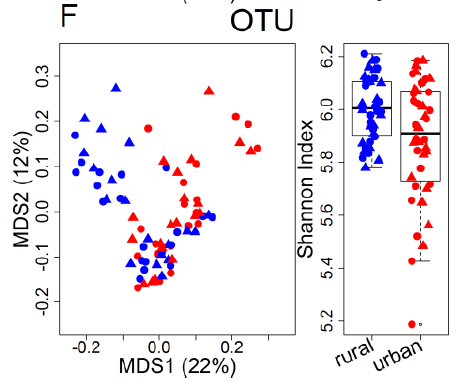 F
OTU
MDS2 (12%)
0.3
0.2
0.1
0.0
-0.1
-0.2
-0.2
0.0
0.2
MDS1 (22%)
Shannon Index
6.2
6.0
5.8
5.6
5.4
5.2
rural
urban